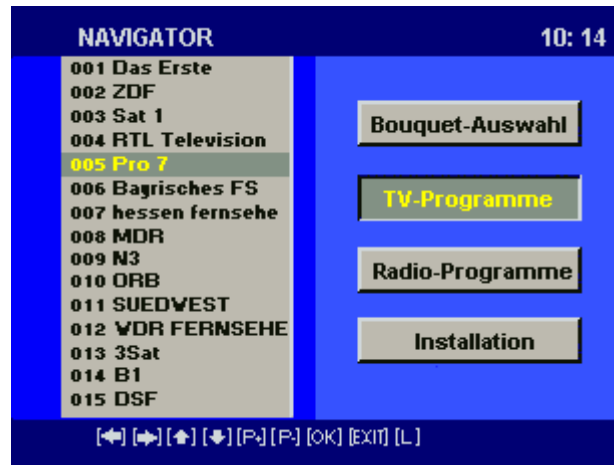 NAVIGATOR 10: 14
001 Das Erste
002 ZDF
003 Sat 1
004 RTL Television
005 Pro 7
006 Bayrisches FS
007 hessen fernsehe
008 MDR
009 N3
010 ORB
011 SUEDWEST
012 WDR FERNSEHE
013 3Sat
014 B1
015 DSF
Bouquet-Auswahl
TV-Programme
Radio-Programme
Installation
[←] [→] [↑] [↓] [P+] [P-] [OK] [EXIT] [L]